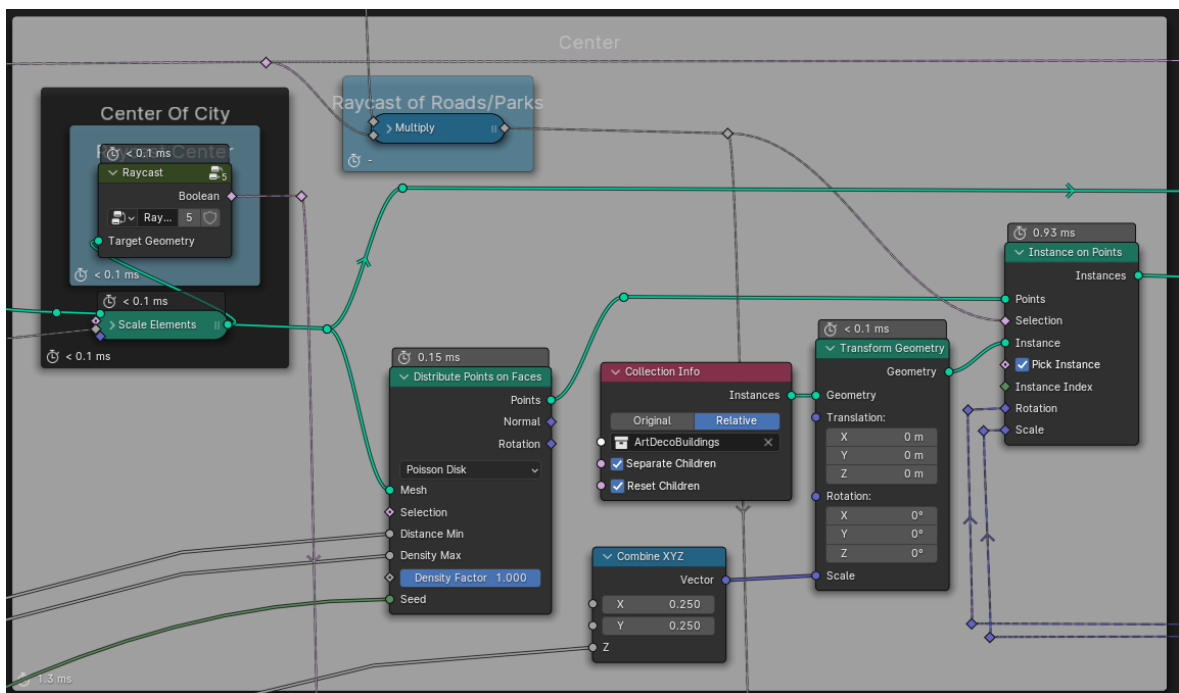 Center
Center Of City
Raycast Center
< 0.1 ms
Raycast
5
Boolean
Ray...
5
Target Geometry
< 0.1 ms
< 0.1 ms
Scale Elements
< 0.1 ms
Raycast of Roads/Parks
Multiply
-
0.15 ms
Distribute Points on Faces
Points
Normal
Rotation
Poisson Disk
Mesh
Selection
Distance Min
Density Max
Density Factor 1.000
Seed
Collection Info
Instances
Original Relative
ArtDecoBuildings
Separate Children
Reset Children
Combine XYZ
Vector
X 0.250
Y 0.250
Z
< 0.1 ms
Transform Geometry
Geometry
Geometry
Translation:
X 0 m
Y 0 m
Z 0 m
Rotation:
X 0°
Y 0°
Z 0°
Scale
0.93 ms
Instance on Points
Instances
Points
Selection
Instance
Pick Instance
Instance Index
Rotation
Scale
1.3 ms